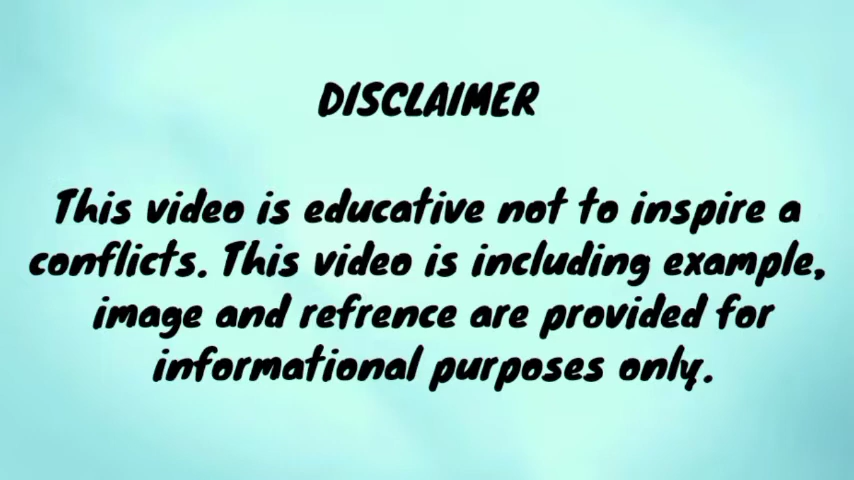 DISCLAIMER
This video is educative not to inspire a
conflicts. This video is including example,
image and refrence are provided for
informational purposes only.